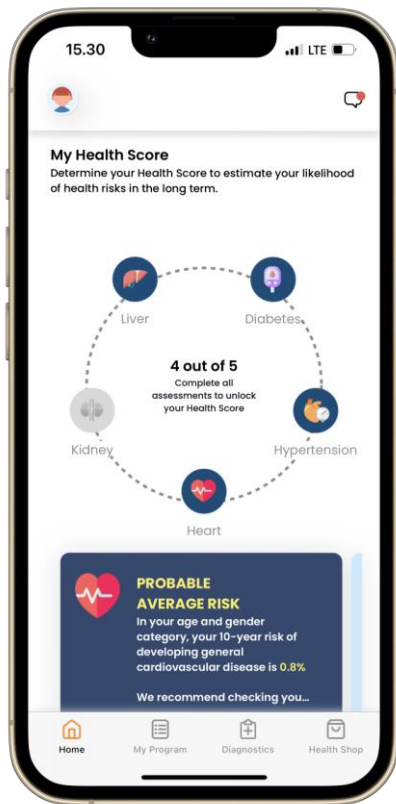 15.30
LTE
My Health Score
Determine your Health Score to estimate your likelihood
of health risks in the long term.
Liver
Diabetes
4 out of 5
Complete all
assessments to unlock
your Health Score
Kidney
Hypertension
Heart
PROBABLE
AVERAGE RISK
In your age and gender
category, your 10-year risk of
developing general
cardiovascular disease is 0.8%
We recommend checking you...
Home
My Program
Diagnostics
Health Shop